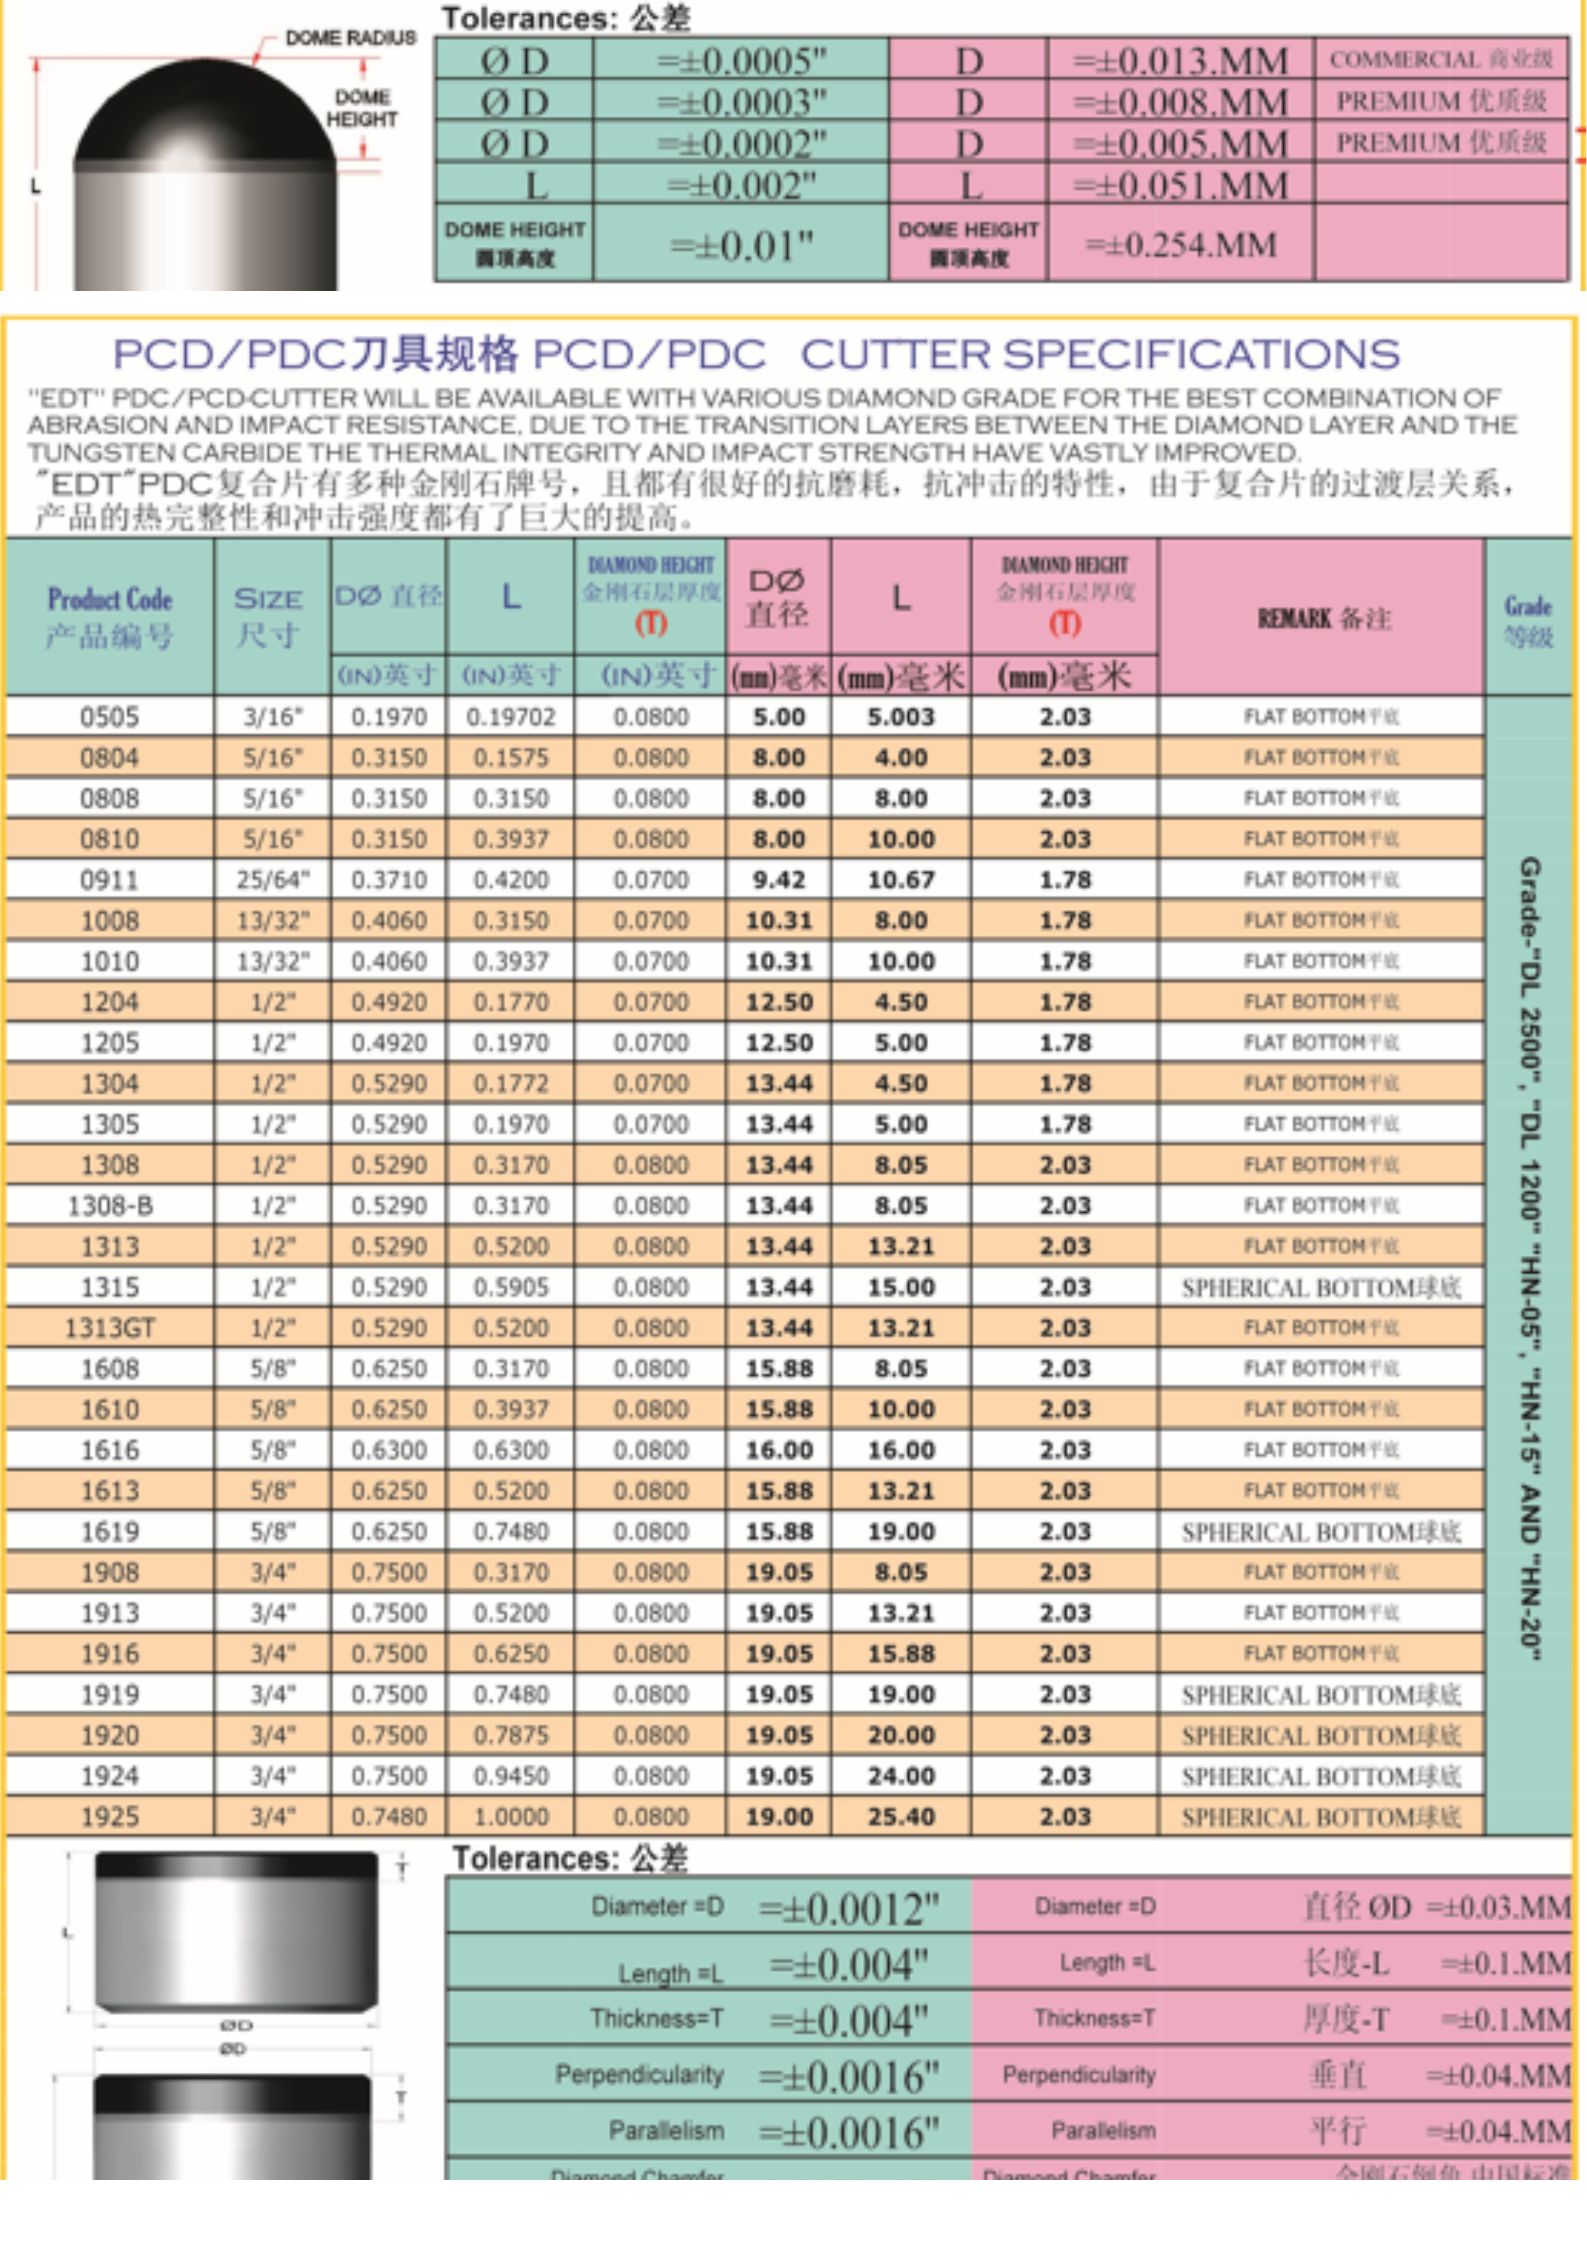 Tolerances: 公差
DOME RADIUS
DOME
HEIGHT
L
Ø D =±0.0005" D =±0.013.MM COMMERCIAL 商业级
Ø D =±0.0003" D =±0.008.MM PREMIUM 优质级
Ø D =±0.0002" D =±0.005.MM PREMIUM 优质级
L =±0.002" L =±0.051.MM
DOME HEIGHT 圆顶高度 =±0.01" DOME HEIGHT 圆顶高度 =±0.254.MM
PCD/PDC刀具规格 PCD/PDC CUTTER SPECIFICATIONS
"EDT" PDC/PCD-CUTTER WILL BE AVAILABLE WITH VARIOUS DIAMOND GRADE FOR THE BEST COMBINATION OF
ABRASION AND IMPACT RESISTANCE, DUE TO THE TRANSITION LAYERS BETWEEN THE DIAMOND LAYER AND THE
TUNGSTEN CARBIDE THE THERMAL INTEGRITY AND IMPACT STRENGTH HAVE VASTLY IMPROVED.
"EDT"PDC复合片有多种金刚石牌号，且都有很好的抗磨耗，抗冲击的特性，由于复合片的过渡层关系，
产品的热完整性和冲击强度都有了巨大的提高。
Product Code 产品编号 SIZE 尺寸 DØ 直径 L DIAMOND HEIGHT 金刚石层厚度 (T) DØ 直径 L DIAMOND HEIGHT 金刚石层厚度 (T) REMARK 备注 Grade 等级
(IN)英寸 (IN)英寸 (IN)英寸 (mm)毫米 (mm)毫米 (mm)毫米
0505 3/16" 0.1970 0.19702 0.0800 5.00 5.003 2.03 FLAT BOTTOM平底
0804 5/16" 0.3150 0.1575 0.0800 8.00 4.00 2.03 FLAT BOTTOM平底
0808 5/16" 0.3150 0.3150 0.0800 8.00 8.00 2.03 FLAT BOTTOM平底
0810 5/16" 0.3150 0.3937 0.0800 8.00 10.00 2.03 FLAT BOTTOM平底
0911 25/64" 0.3710 0.4200 0.0700 9.42 10.67 1.78 FLAT BOTTOM平底
1008 13/32" 0.4060 0.3150 0.0700 10.31 8.00 1.78 FLAT BOTTOM平底
1010 13/32" 0.4060 0.3937 0.0700 10.31 10.00 1.78 FLAT BOTTOM平底
1204 1/2" 0.4920 0.1770 0.0700 12.50 4.50 1.78 FLAT BOTTOM平底
1205 1/2" 0.4920 0.1970 0.0700 12.50 5.00 1.78 FLAT BOTTOM平底
1304 1/2" 0.5290 0.1772 0.0700 13.44 4.50 1.78 FLAT BOTTOM平底
1305 1/2" 0.5290 0.1970 0.0700 13.44 5.00 1.78 FLAT BOTTOM平底
1308 1/2" 0.5290 0.3170 0.0800 13.44 8.05 2.03 FLAT BOTTOM平底
1308-B 1/2" 0.5290 0.3170 0.0800 13.44 8.05 2.03 FLAT BOTTOM平底
1313 1/2" 0.5290 0.5200 0.0800 13.44 13.21 2.03 FLAT BOTTOM平底
1315 1/2" 0.5290 0.5905 0.0800 13.44 15.00 2.03 SPHERICAL BOTTOM球底
1313GT 1/2" 0.5290 0.5200 0.0800 13.44 13.21 2.03 FLAT BOTTOM平底
1608 5/8" 0.6250 0.3170 0.0800 15.88 8.05 2.03 FLAT BOTTOM平底
1610 5/8" 0.6250 0.3937 0.0800 15.88 10.00 2.03 FLAT BOTTOM平底
1616 5/8" 0.6300 0.6300 0.0800 16.00 16.00 2.03 FLAT BOTTOM平底
1613 5/8" 0.6250 0.5200 0.0800 15.88 13.21 2.03 FLAT BOTTOM平底
1619 5/8" 0.6250 0.7480 0.0800 15.88 19.00 2.03 SPHERICAL BOTTOM球底
1908 3/4" 0.7500 0.3170 0.0800 19.05 8.05 2.03 FLAT BOTTOM平底
1913 3/4" 0.7500 0.5200 0.0800 19.05 13.21 2.03 FLAT BOTTOM平底
1916 3/4" 0.7500 0.6250 0.0800 19.05 15.88 2.03 FLAT BOTTOM平底
1919 3/4" 0.7500 0.7480 0.0800 19.05 19.00 2.03 SPHERICAL BOTTOM球底
1920 3/4" 0.7500 0.7875 0.0800 19.05 20.00 2.03 SPHERICAL BOTTOM球底
1924 3/4" 0.7500 0.9450 0.0800 19.05 24.00 2.03 SPHERICAL BOTTOM球底
1925 3/4" 0.7480 1.0000 0.0800 19.00 25.40 2.03 SPHERICAL BOTTOM球底
Grade-"DL 2500", "DL 1200" "HN-05", "HN-15" AND "HN-20"
Tolerances: 公差
T
L
ØD
ØD
T
Diameter =D =±0.0012" Diameter =D 直径 ØD =±0.03.MM
Length =L =±0.004" Length =L 长度-L =±0.1.MM
Thickness=T =±0.004" Thickness=T 厚度-T =±0.1.MM
Perpendicularity =±0.0016" Perpendicularity 垂直 =±0.04.MM
Parallelism =±0.0016" Parallelism 平行 =±0.04.MM
Diamond Chamfer Diamond Chamfer 金刚石倒角 中国标准